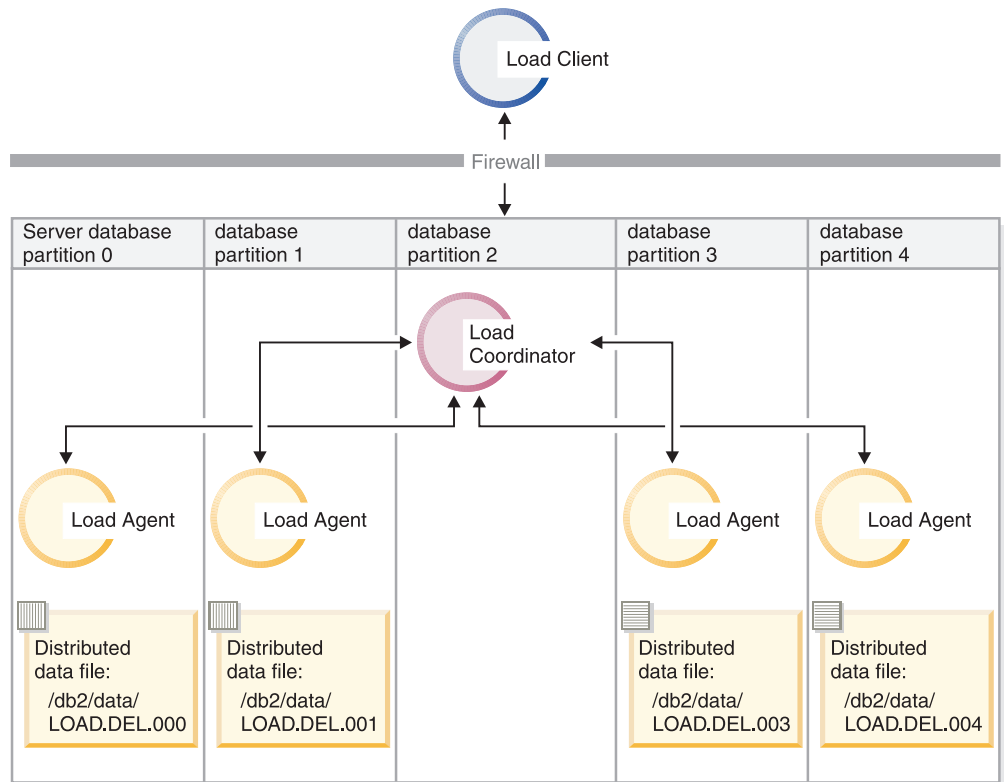 Load Client
Firewall
Server database
partition 0
database
partition 1
database
partition 2
database
partition 3
database
partition 4
Load
Coordinator
Load Agent
Load Agent
Load Agent
Load Agent
Distributed
data file:
/db2/data/
LOAD.DEL.000
Distributed
data file:
/db2/data/
LOAD.DEL.001
Distributed
data file:
/db2/data/
LOAD.DEL.003
Distributed
data file:
/db2/data/
LOAD.DEL.004